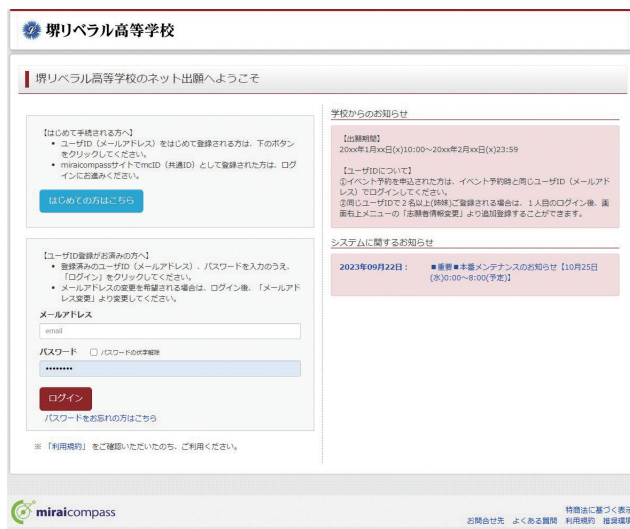 堺リベラル高等学校
堺リベラル高等学校のネット出願へようこそ
【はじめて手続される方へ】
• ユーザID（メールアドレス）をはじめて登録される方は、下のボタン
をクリックしてください。
• miraicompassサイトでmcID（共通ID）として登録された方は、ログ
インにお進みください。
はじめての方はこちら
【ユーザID登録がお済みの方へ】
• 登録済みのユーザID（メールアドレス）、パスワードを入力のうえ、
「ログイン」をクリックしてください。
• メールアドレスの変更を希望される場合は、ログイン後、「メールアド
レス変更」より変更してください。
メールアドレス
email
パスワード パスワードの伏字解除
••••••••
ログイン
パスワードをお忘れの方はこちら
※ 「利用規約」 をご確認いただいたのち、ご利用ください。
学校からのお知らせ
【出願期間】
20xx年1月xx日(x)10:00～20xx年2月xx日(x)23:59
【ユーザIDについて】
①イベント予約を申込された方は、イベント予約時と同じユーザID（メールアド
レス）でログインしてください。
②同じユーザIDで２名以上(姉妹)ご登録される場合は、１人目のログイン後、画
面右上メニューの「志願者情報変更」より追加登録することができます。
システムに関するお知らせ
2023年09月22日： ■重要■本番メンテナンスのお知らせ【10月25日
(水)0:00～8:00(予定)】
miraicompass
特商法に基づく表示
お問合せ先 よくある質問 利用規約 推奨環境